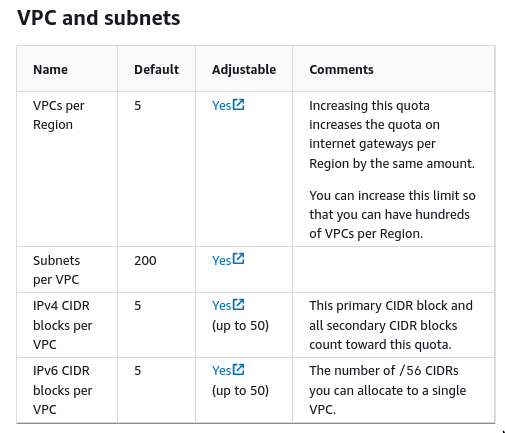 VPC and subnets
Name Default Adjustable Comments
VPCs per
Region
5
Yes
Increasing this quota
increases the quota on
internet gateways per
Region by the same amount.
You can increase this limit so
that you can have hundreds
of VPCs per Region.
Subnets
per VPC
200
Yes
IPv4 CIDR
blocks per
VPC
5
Yes
(up to 50)
This primary CIDR block and
all secondary CIDR blocks
count toward this quota.
IPv6 CIDR
blocks per
VPC
5
Yes
(up to 50)
The number of /56 CIDRs
you can allocate to a single
VPC.